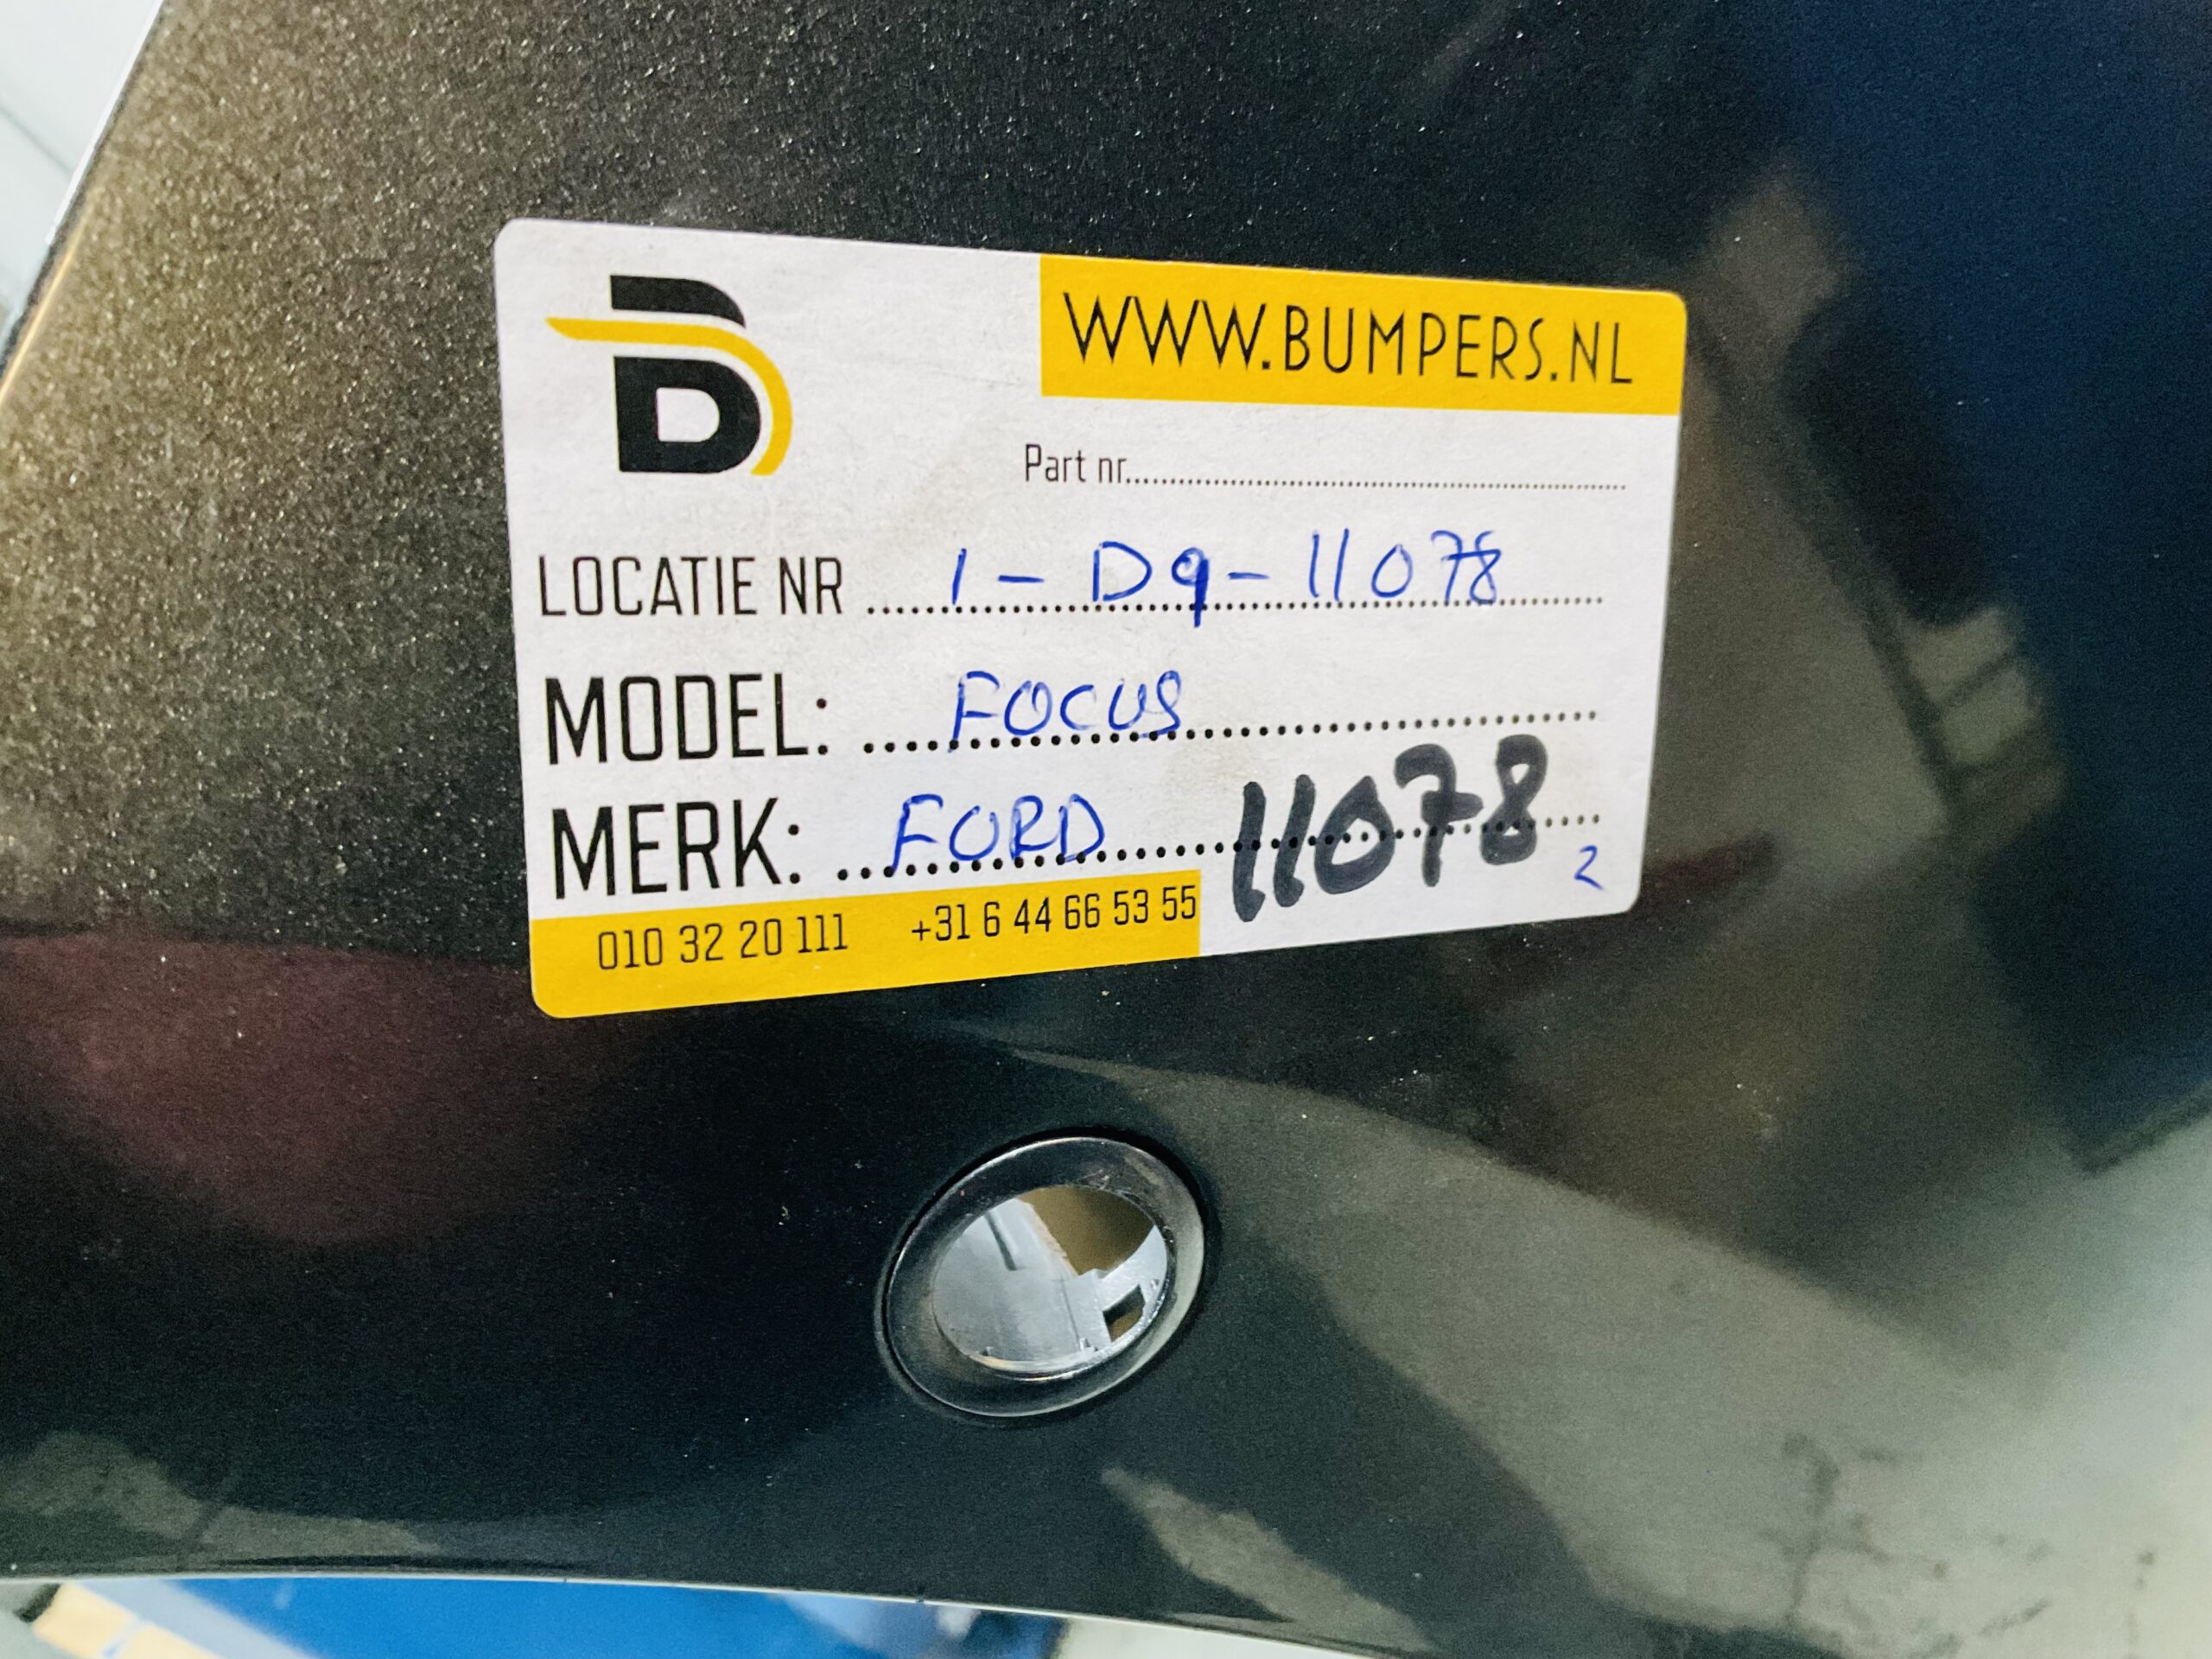 B
WWW.BUMPERS.NL
Part nr.
LOCATIE NR 1-D9-11078
MODEL: FOCUS
MERK: FORD 11078
2
010 32 20 111 +31 6 44 66 53 55